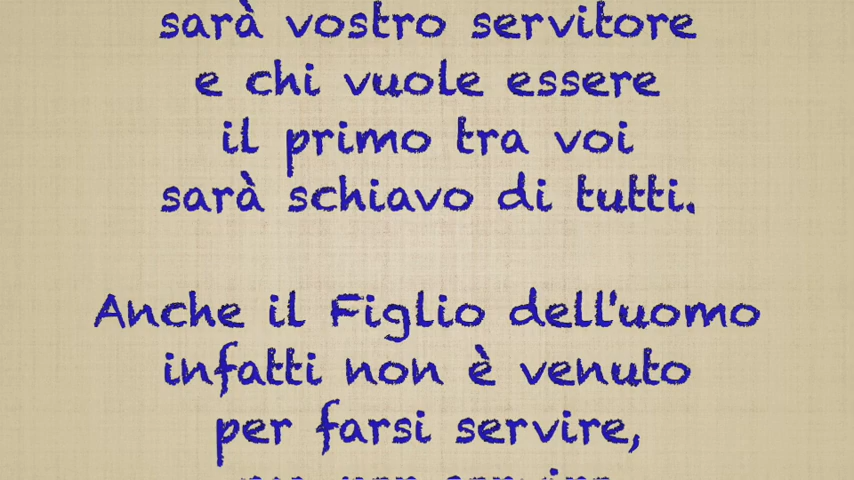 sarà vostro servitore
e chi vuole essere
il primo tra voi
sarà schiavo di tutti.
Anche il Figlio dell'uomo
infatti non è venuto
per farsi servire,